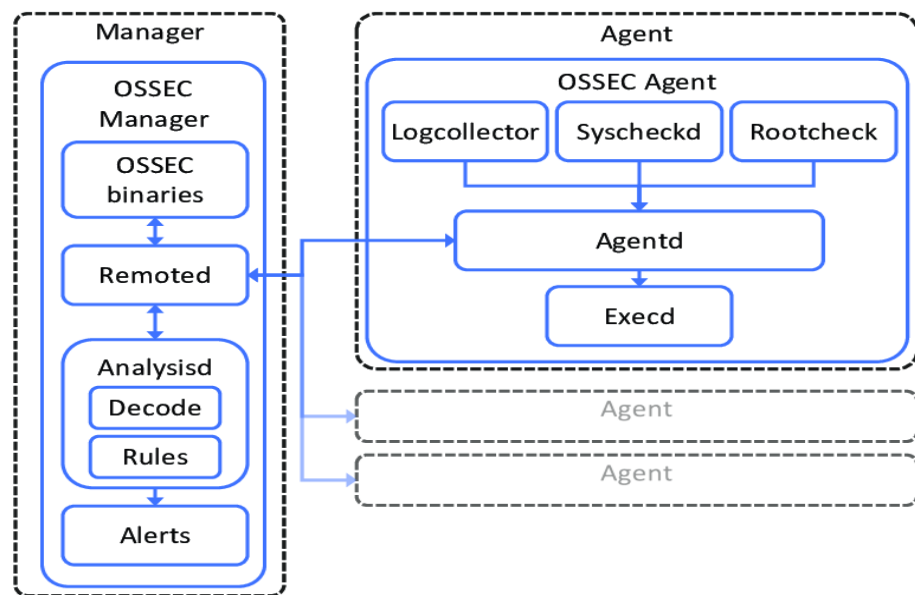 Manager
OSSEC
Manager
OSSEC
binaries
Remoted
Analysisd
Decode
Rules
Alerts
Agent
OSSEC Agent
Logcollector
Syscheckd
Rootcheck
Agentd
Execd
Agent
Agent